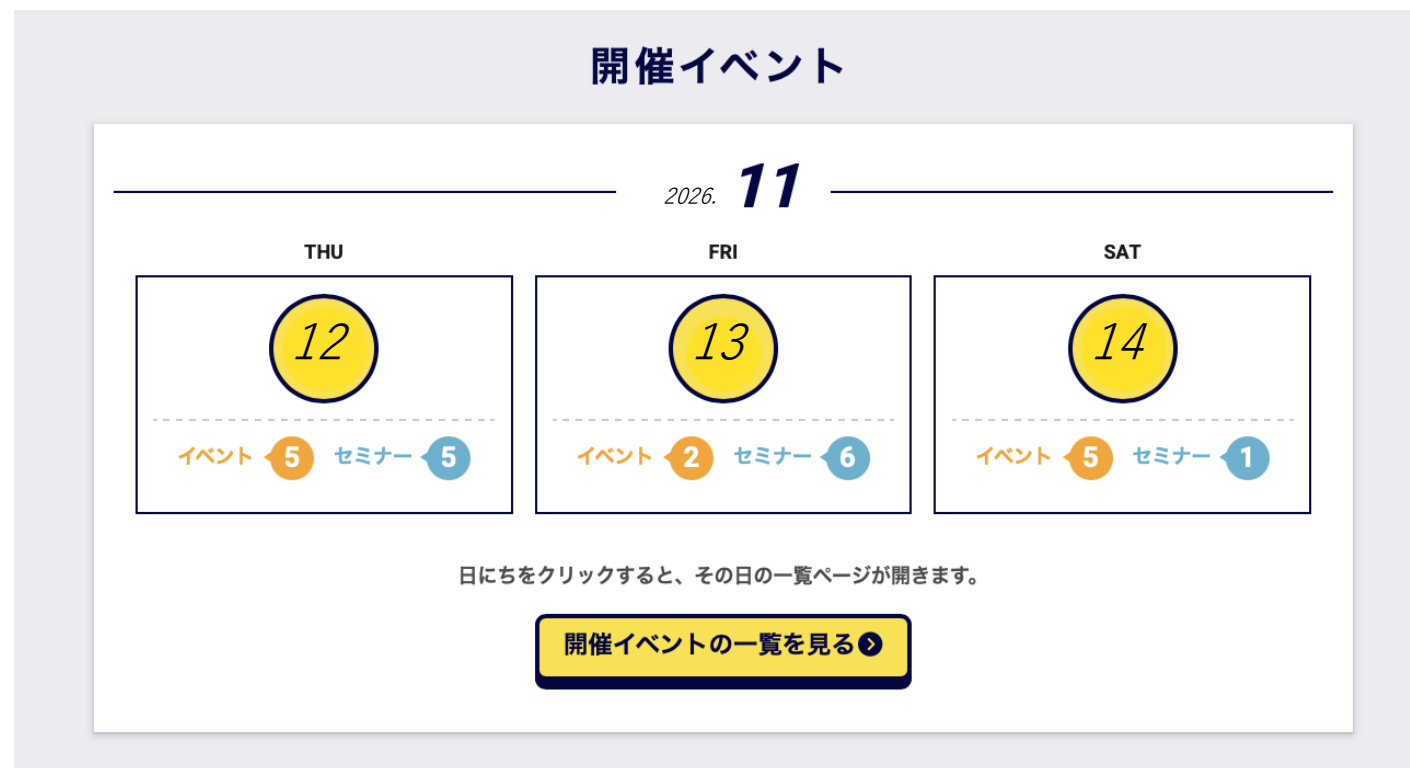 開催イベント
2026. 11
THU FRI SAT
12 13 14
イベント 5 セミナー 5 イベント 2 セミナー 6 イベント 5 セミナー 1
日にちをクリックすると、その日の一覧ページが開きます。
開催イベントの一覧を見る